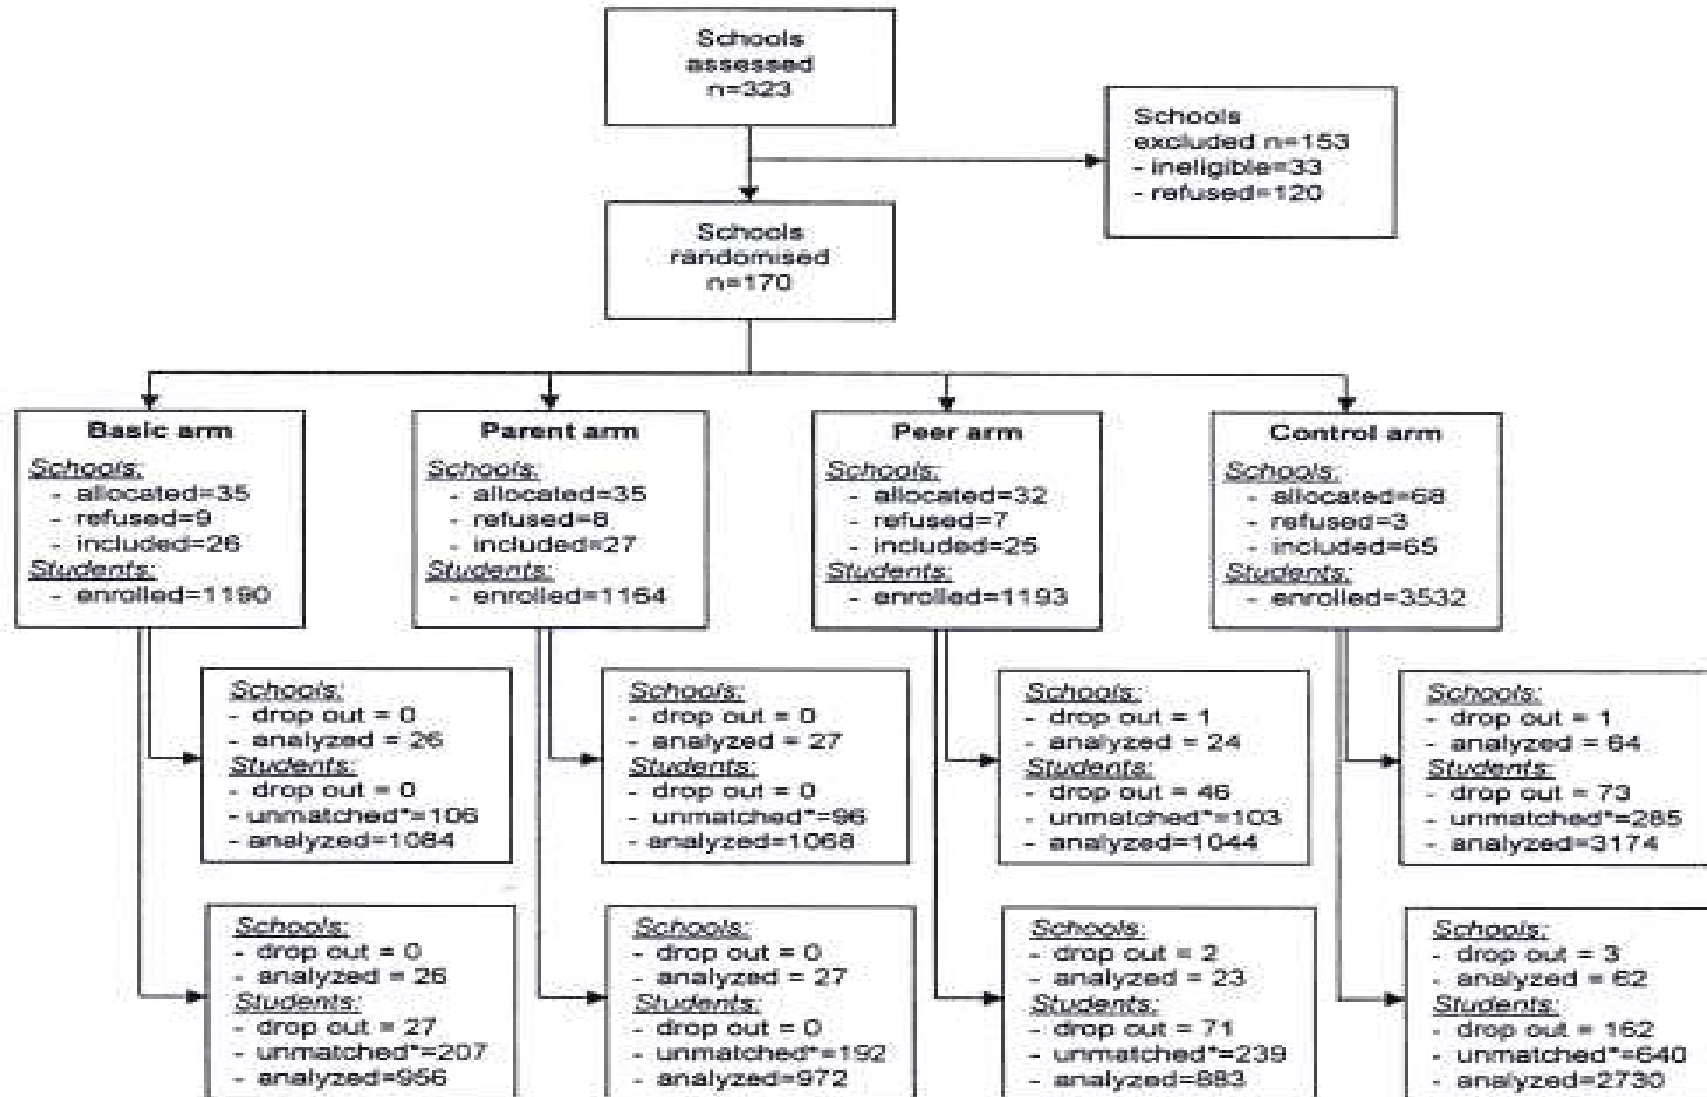 Schools
assessed
n=323
Schools
excluded n=153
- ineligible=33
- refused=120
Schools
randomised
n=170
Basic arm
Schools:
- allocated=35
- refused=9
- included=26
Students:
- enrolled=1190
Parent arm
Schools:
- allocated=35
- refused=8
- included=27
Students:
- enrolled=1164
Peer arm
Schools:
- allocated=32
- refused=7
- included=25
Students:
- enrolled=1193
Control arm
Schools:
- allocated=68
- refused=3
- included=65
Students:
- enrolled=3532
Schools:
- drop out = 0
- analyzed = 26
Students:
- drop out = 0
- unmatched*=106
- analyzed=1084
Schools:
- drop out = 0
- analyzed = 27
Students:
- drop out = 0
- unmatched*=96
- analyzed=1068
Schools:
- drop out = 1
- analyzed = 24
Students:
- drop out = 46
- unmatched*=103
- analyzed=1044
Schools:
- drop out = 1
- analyzed = 64
Students:
- drop out = 73
- unmatched*=285
- analyzed=3174
Schools:
- drop out = 0
- analyzed = 26
Students:
- drop out = 27
- unmatched*=207
- analyzed=956
Schools:
- drop out = 0
- analyzed = 27
Students:
- drop out = 0
- unmatched*=192
- analyzed=972
Schools:
- drop out = 2
- analyzed = 23
Students:
- drop out = 71
- unmatched*=239
- analyzed=883
Schools:
- drop out = 3
- analyzed = 62
Students:
- drop out = 162
- unmatched*=640
- analyzed=2730